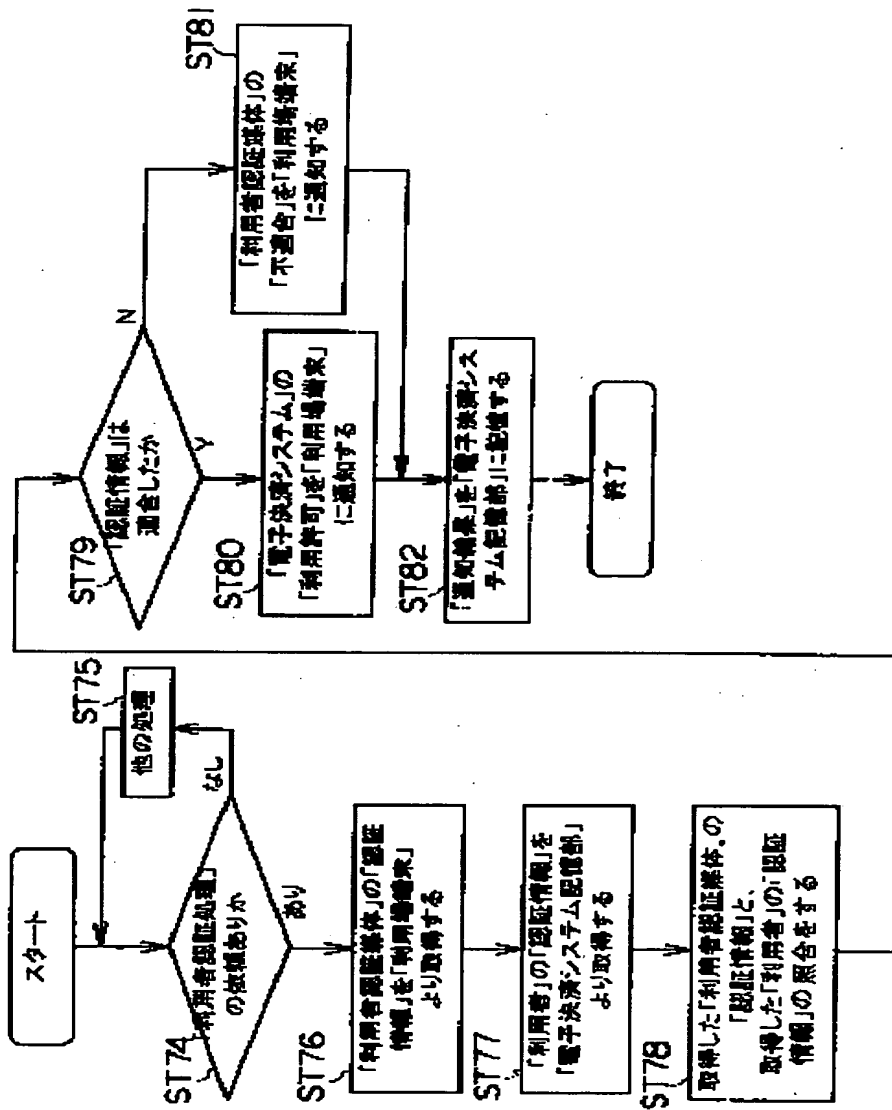 スタート
ST74
「利用者認証処理」
の依頼ありか
なし
ST75
他の処理
あり
ST76
「利用者認証媒体」の「認証
情報」を「利用場端末」
より取得する
ST77
「利用者」の「認証情報」を
「電子決済システム記憶部」
より取得する
ST78
取得した「利用者認証媒体」の
「認証情報」と、
取得した「利用者」の「認証
情報」の照合をする
ST79
「認証情報」は
適合したか
N
Y
ST80
「電子決済システム」の
「利用許可」を「利用場端末」
に通知する
ST81
「利用者認証媒体」の
「不適合」を「利用場端末」
に通知する
ST82
「通知結果」を「電子決済シス
テム記憶部」に記憶する
終了